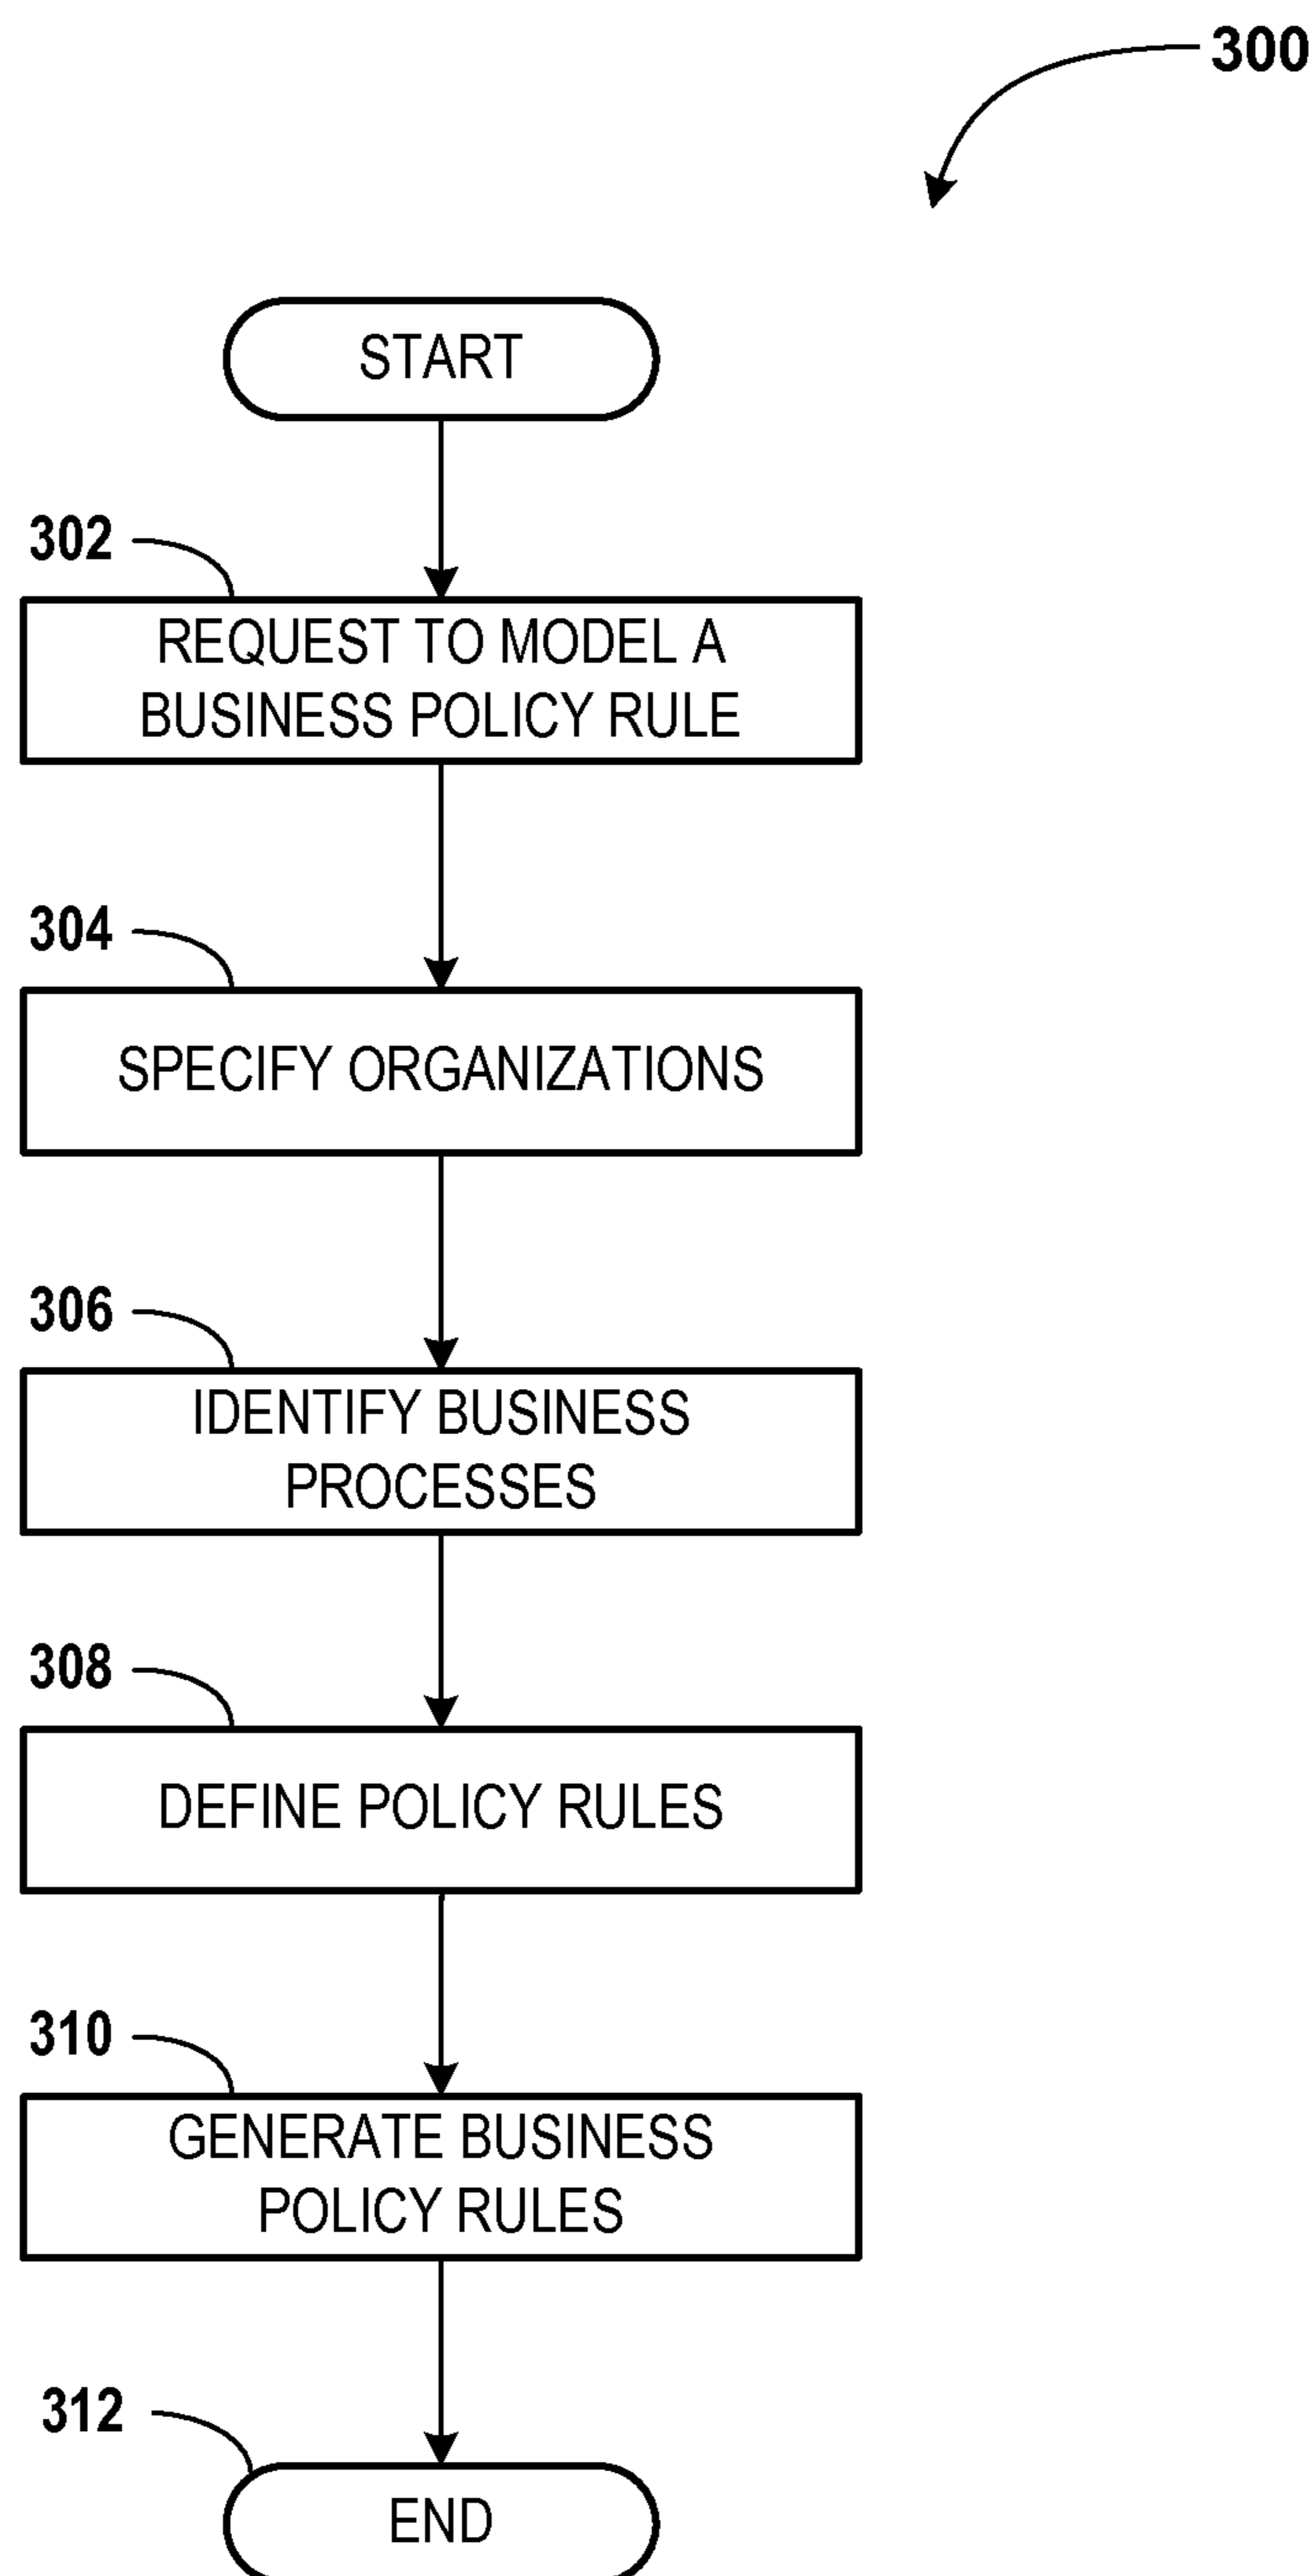 300
START
302
REQUEST TO MODEL A
BUSINESS POLICY RULE
304
SPECIFY ORGANIZATIONS
306
IDENTIFY BUSINESS
PROCESSES
308
DEFINE POLICY RULES
310
GENERATE BUSINESS
POLICY RULES
312
END